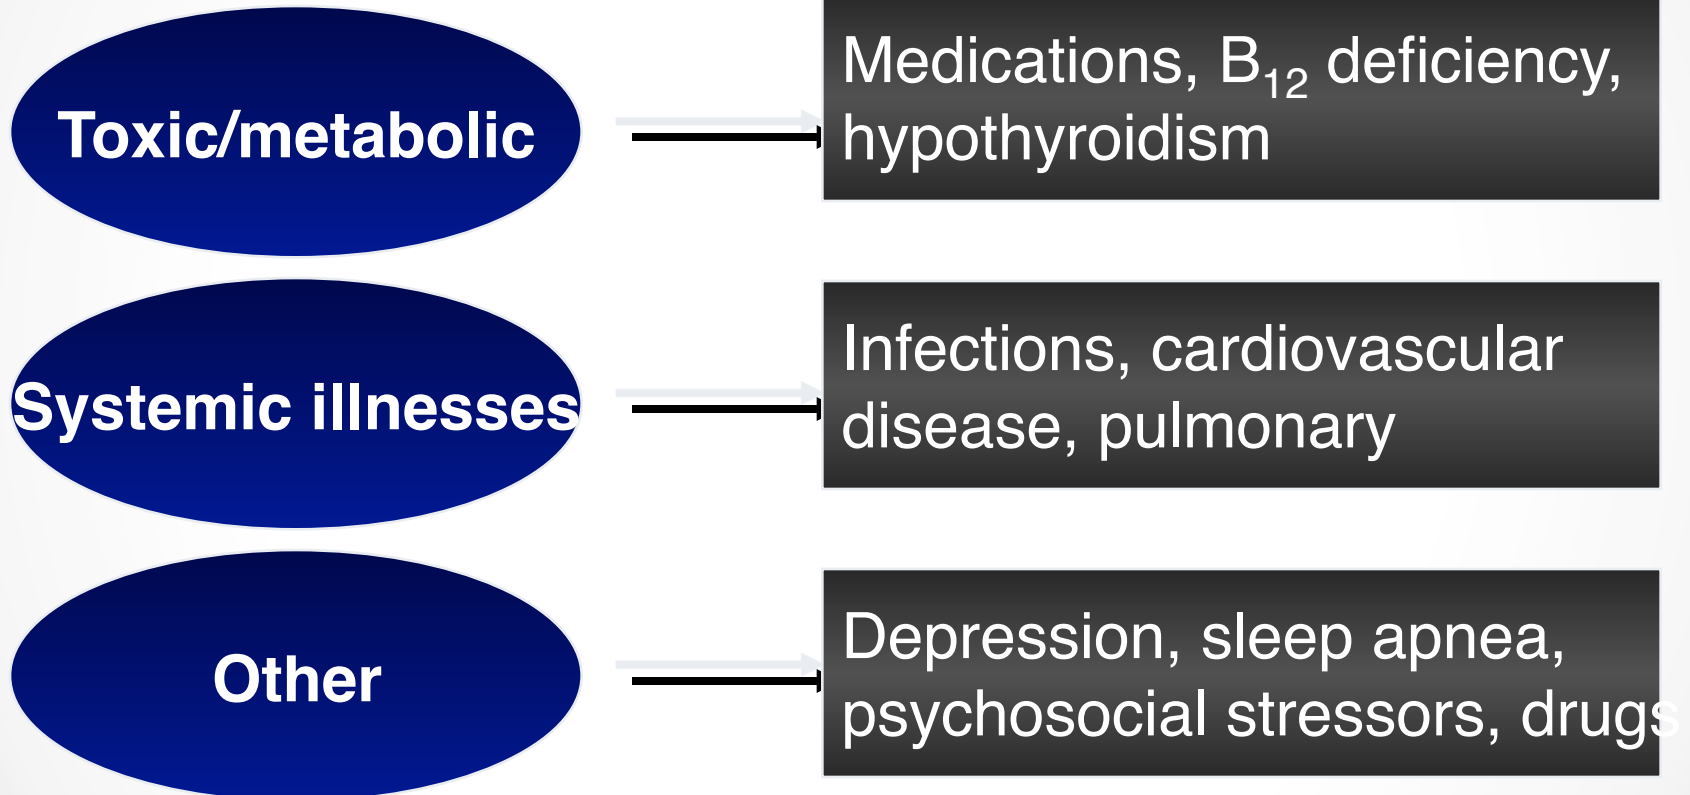 Toxic/metabolic
Medications, B₁₂ deficiency,
hypothyroidism
Systemic illnesses
Infections, cardiovascular
disease, pulmonary
Other
Depression, sleep apnea,
psychosocial stressors, drugs